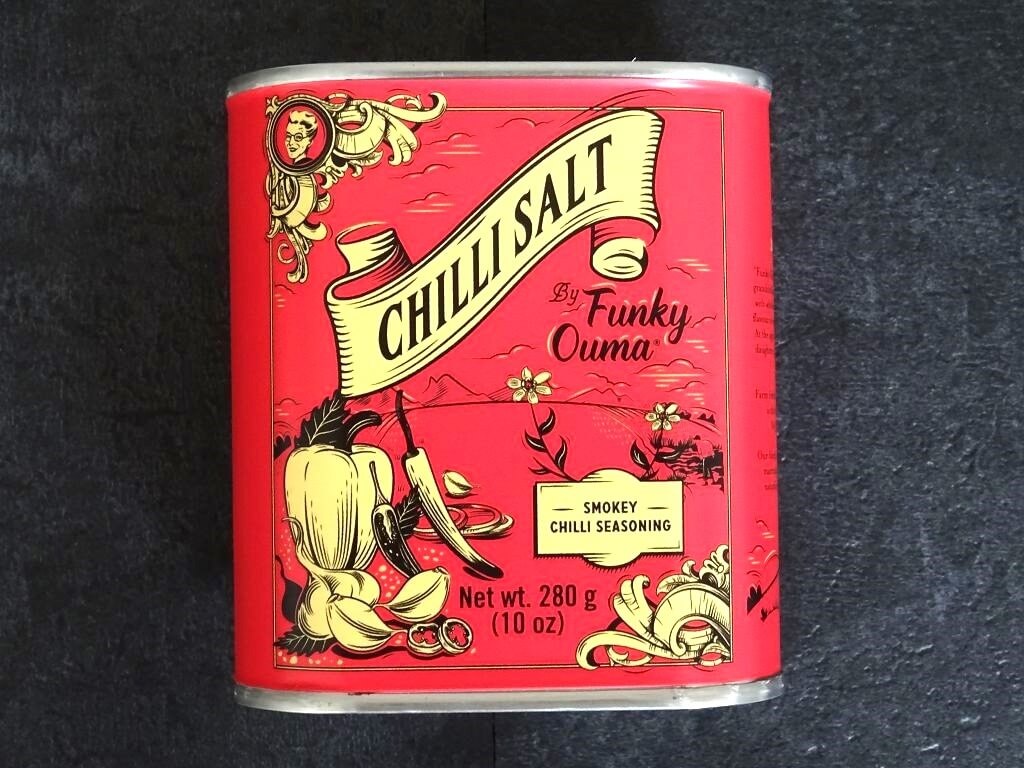 CHILLI SALT
By Funky
Ouma®
SMOKEY
CHILLI SEASONING
Net wt. 280 g
(10 oz)